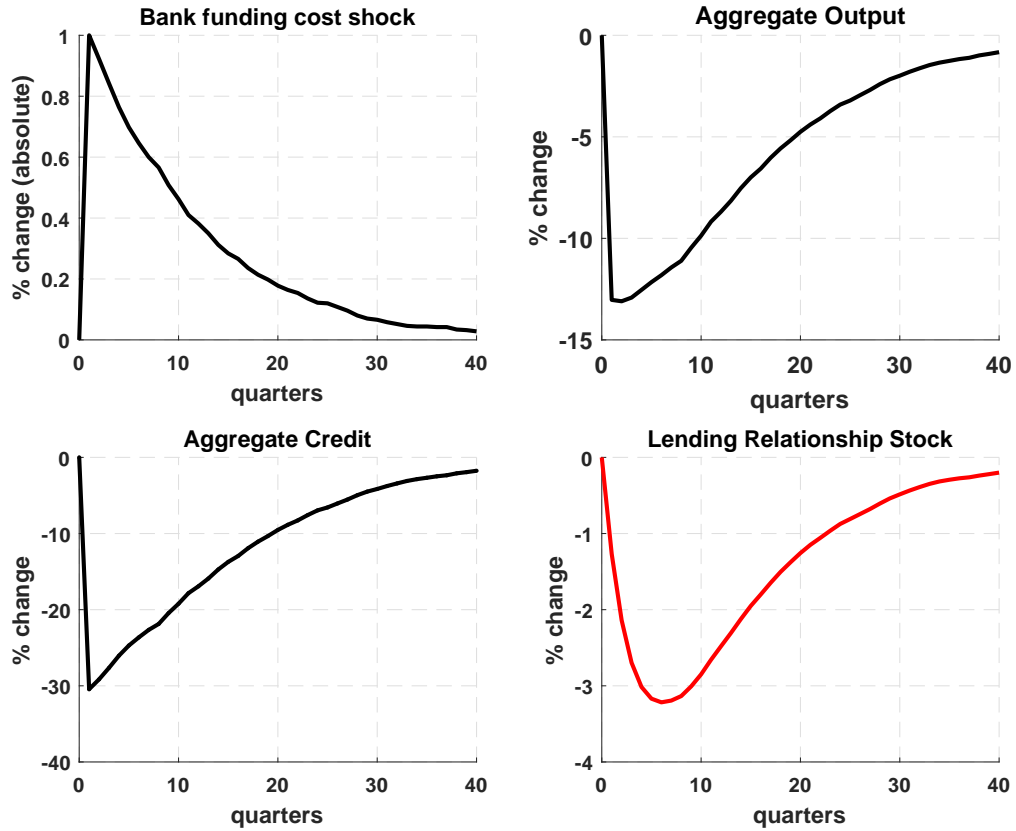 Bank funding cost shock
% change (absolute)
1
0.8
0.6
0.4
0.2
0
0 10 20 30 40
quarters
Aggregate Output
% change
0
-5
-10
-15
0 10 20 30 40
quarters
Aggregate Credit
% change
0
-10
-20
-30
-40
0 10 20 30 40
quarters
Lending Relationship Stock
% change
0
-1
-2
-3
-4
0 10 20 30 40
quarters